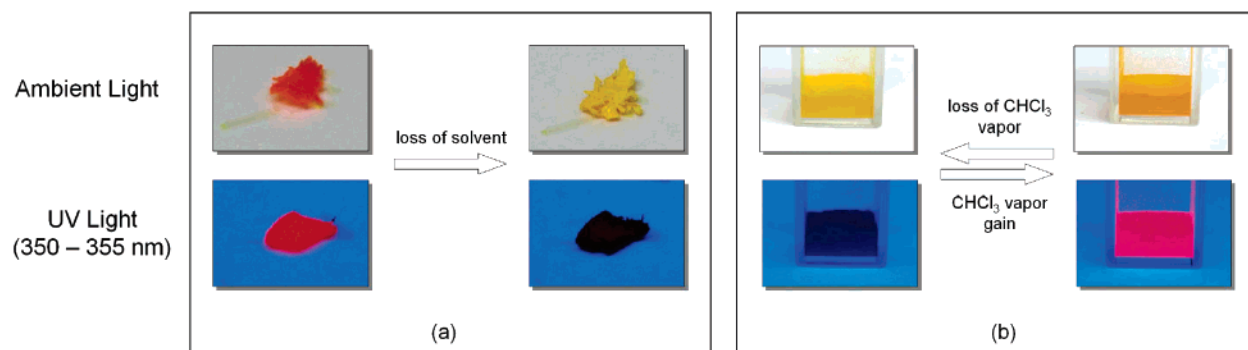 Ambient Light
UV Light
(350 – 355 nm)
loss of solvent
(a)
loss of CHCl₃
vapor
CHCl₃ vapor
gain
(b)